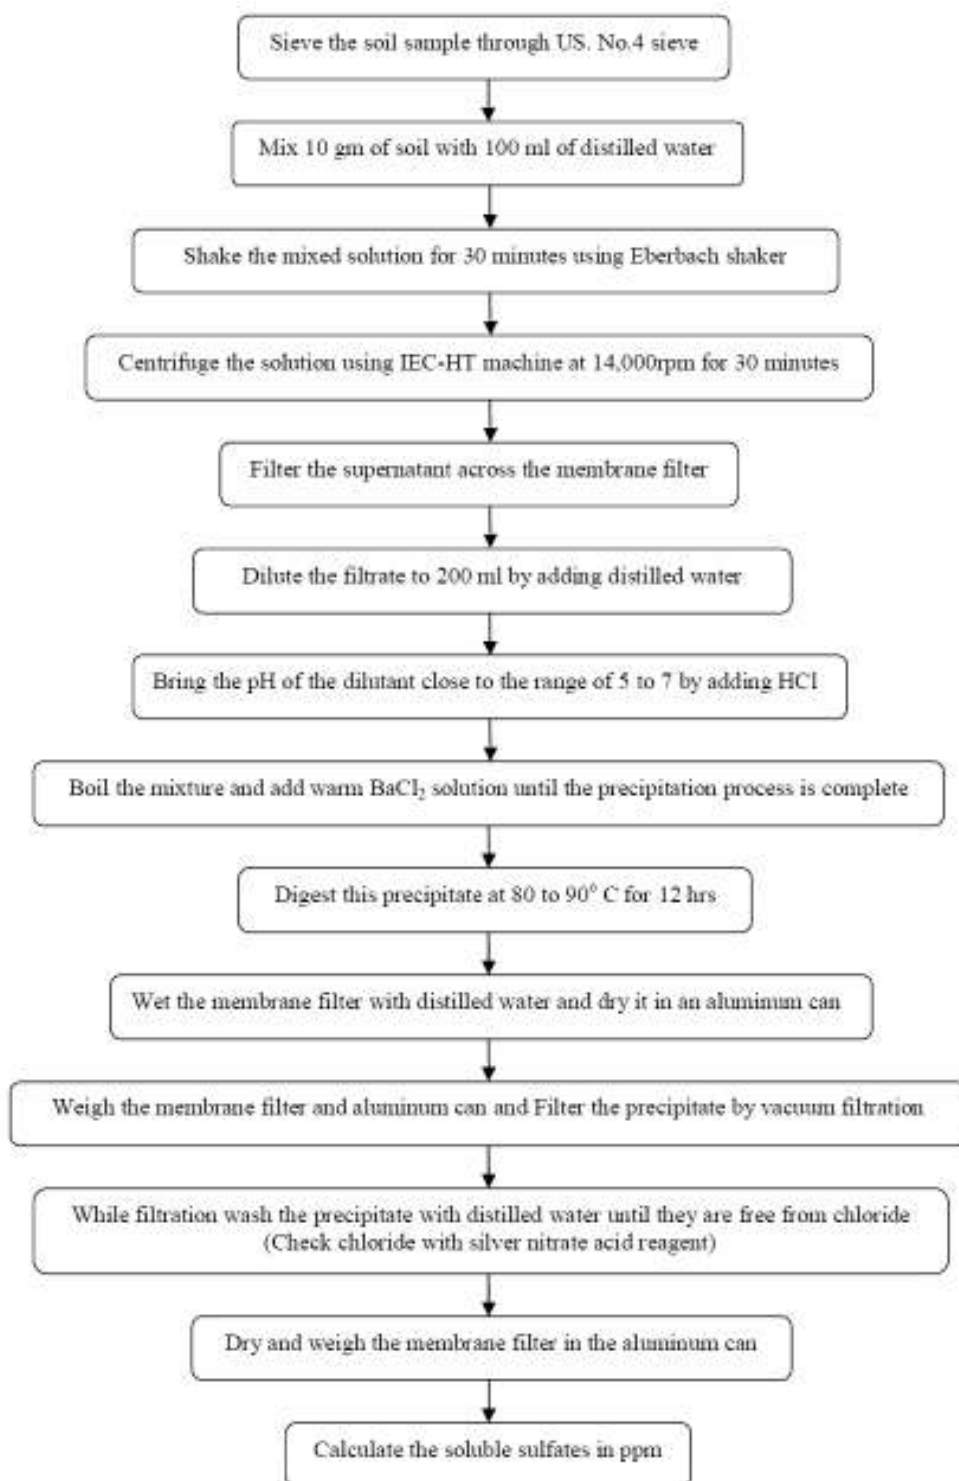 Sieve the soil sample through US. No.4 sieve
Mix 10 gm of soil with 100 ml of distilled water
Shake the mixed solution for 30 minutes using Eberbach shaker
Centrifuge the solution using IEC-HT machine at 14,000rpm for 30 minutes
Filter the supernatant across the membrane filter
Dilute the filtrate to 200 ml by adding distilled water
Bring the pH of the dilutant close to the range of 5 to 7 by adding HCl
Boil the mixture and add warm BaCl₂ solution until the precipitation process is complete
Digest this precipitate at 80 to 90° C for 12 hrs
Wet the membrane filter with distilled water and dry it in an aluminum can
Weigh the membrane filter and aluminum can and Filter the precipitate by vacuum filtration
While filtration wash the precipitate with distilled water until they are free from chloride
(Check chloride with silver nitrate acid reagent)
Dry and weigh the membrane filter in the aluminum can
Calculate the soluble sulfates in ppm